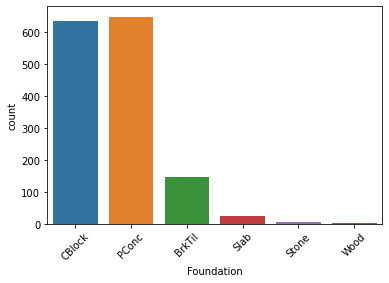 600
500
400
300
200
100
0
count
CBlock
PConc
BrkTil
Slab
Stone
Wood
Foundation